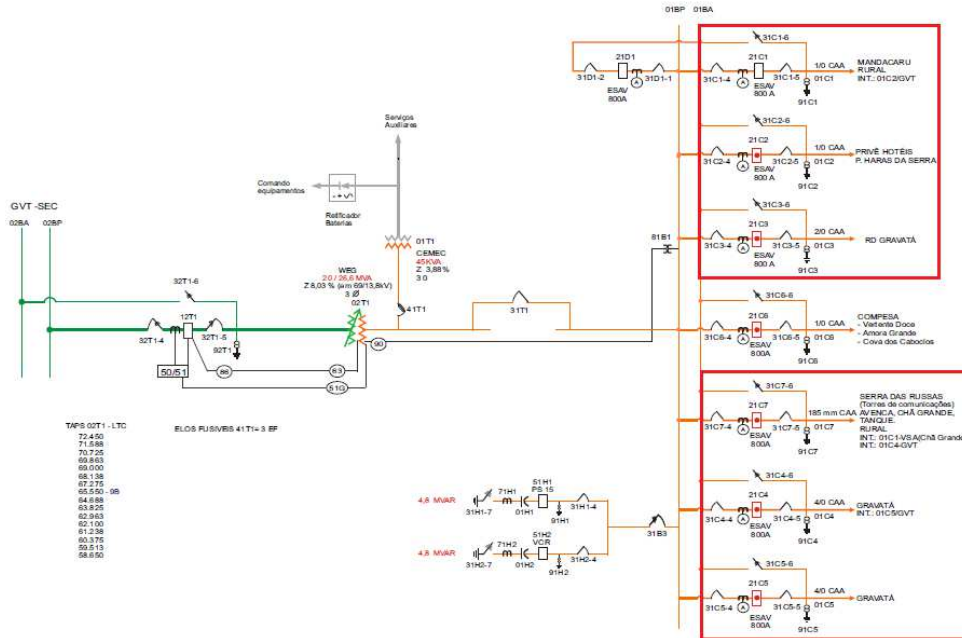 01BP 01BA
31C1-6
21D1
31D1-2
31D1-1
A
ESAV
800A
21C1
31C1-4
A
31C1-5
ESAV
800 A
1/0 CAA
01C1
91C1
MANDACARU
RURAL
INT.: 01C2/GVT
31C2-6
21C2
31C2-4
A
31C2-5
ESAV
800 A
1/0 CAA
01C2
91C2
PRIVÊ HOTÉIS
P. HARAS DA SERRA
31C3-6
21C3
31C3-4
A
31C3-5
ESAV
800 A
2/0 CAA
01C3
91C3
RD GRAVATÁ
Serviços
Auxiliares
Comando
equipamentos
Retificador
Baterias
01T1
CEMEC
45KVA
Z 3,88%
3 0
GVT -SEC
02BA 02BP
WEG
20 / 26,6 MVA
Z 8,03 % (em 69/13,8kV)
3 Ø
02T1
41T1
81B1
31T1
32T1-6
12T1
32T1-4
32T1-5
92T1
50/51
86
63
51G
90
31C6-6
21C6
31C6-4
A
31C6-5
ESAV
800A
1/0 CAA
01C6
91C6
COMPESA
- Vertente Doce
- Amora Grande
- Cova dos Caboclos
TAPS 02T1 - LTC
72.450
71.588
70.725
69.863
69.000
68.138
67.275
65.550 - 9B
64.688
63.825
62.963
62.100
61.238
60.375
59.513
58.650
ELOS FUSIVEIS 41T1= 3 EF
31C7-6
21C7
31C7-4
A
31C7-5
ESAV
800A
185 mm CAA
01C7
91C7
SERRA DAS RUSSAS
(Torres de comunicações)
AVENCA, CHÃ GRANDE,
TANQUE.
RURAL
INT.: 01C1-VSA(Chã Grande
INT.: 01C4-GVT
4,8 MVAR
31H1-7
71H1
01H1
51H1
PS 15
91H1
31H1-4
4,8 MVAR
31H2-7
71H2
01H2
51H2
VCR
91H2
31H2-4
31B3
31C4-6
21C4
31C4-4
A
31C4-5
ESAV
800A
4/0 CAA
01C4
91C4
GRAVATÁ
INT.: 01C5/GVT
31C5-6
21C5
31C5-4
A
31C5-5
ESAV
800A
4/0 CAA
01C5
91C5
GRAVATÁ